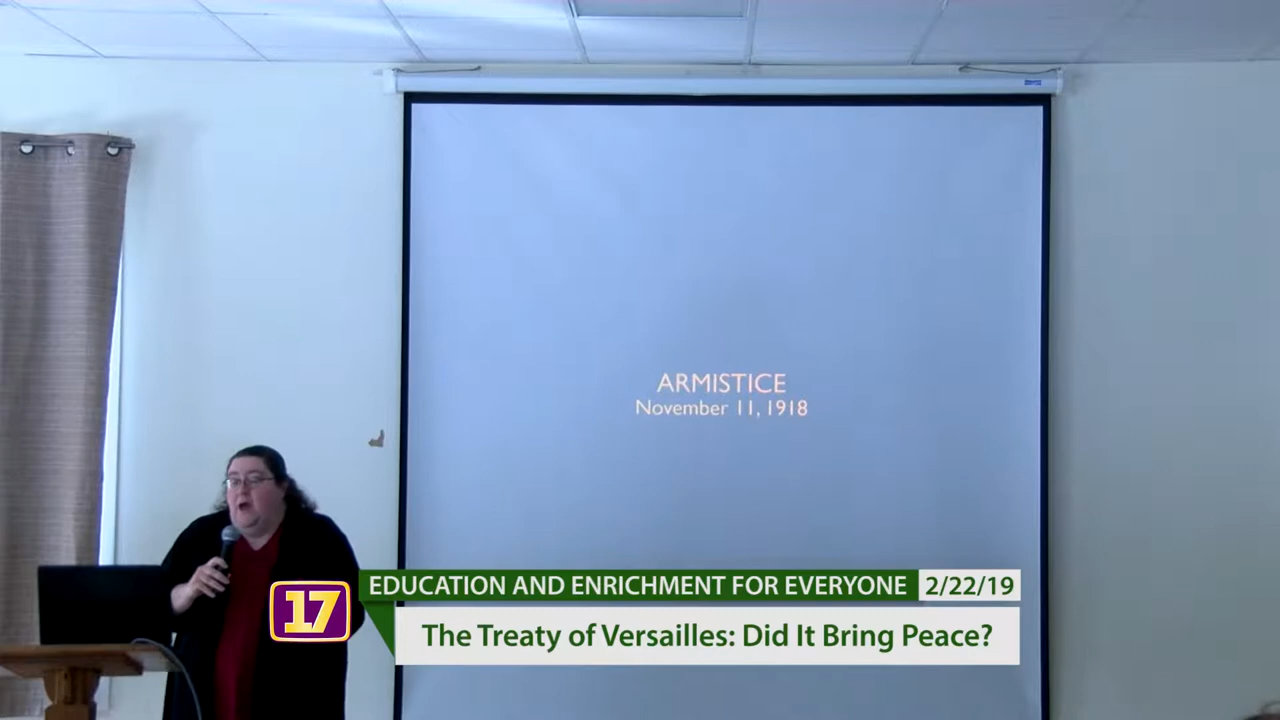 ARMISTICE
November 11, 1918
EDUCATION AND ENRICHMENT FOR EVERYONE 2/22/19
17
The Treaty of Versailles: Did It Bring Peace?